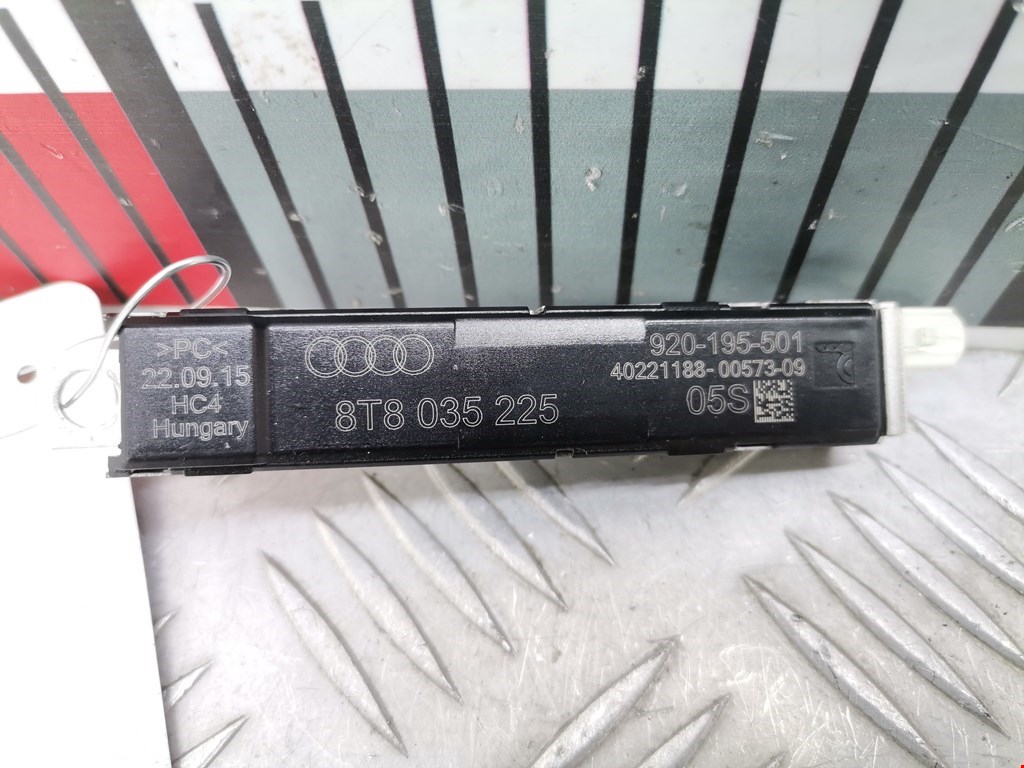 >PC<
22.09.15
HC4
Hungary
8T8 035 225
920-195-501
40221188-00573-09
05S